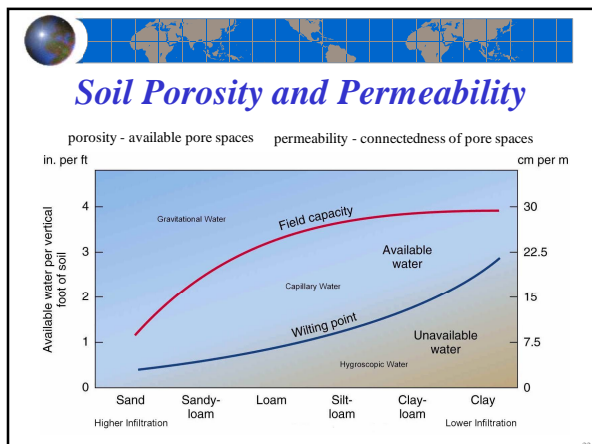 Soil Porosity and Permeability
porosity - available pore spaces permeability - connectedness of pore spaces
in. per ft cm per m
4 30
3 22.5
2 15
1 7.5
0 0
Available water per vertical
foot of soil
Gravitational Water
Field capacity
Available
water
Capillary Water
Wilting point
Unavailable
water
Hygroscopic Water
Sand Sandy- Loam Silt- Clay- Clay
loam loam loam
Higher Infiltration Lower Infiltration